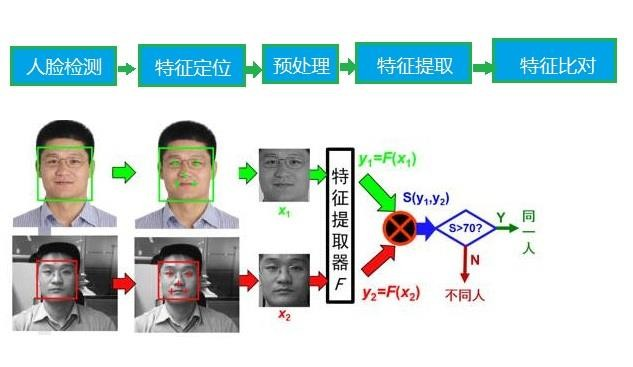 人脸检测
特征定位
预处理
特征提取
特征比对
x₁
特征提取器F
y₁=F(x₁)
S(y₁,y₂)
S>70?
Y
同一人
N
不同人
x₂
y₂=F(x₂)